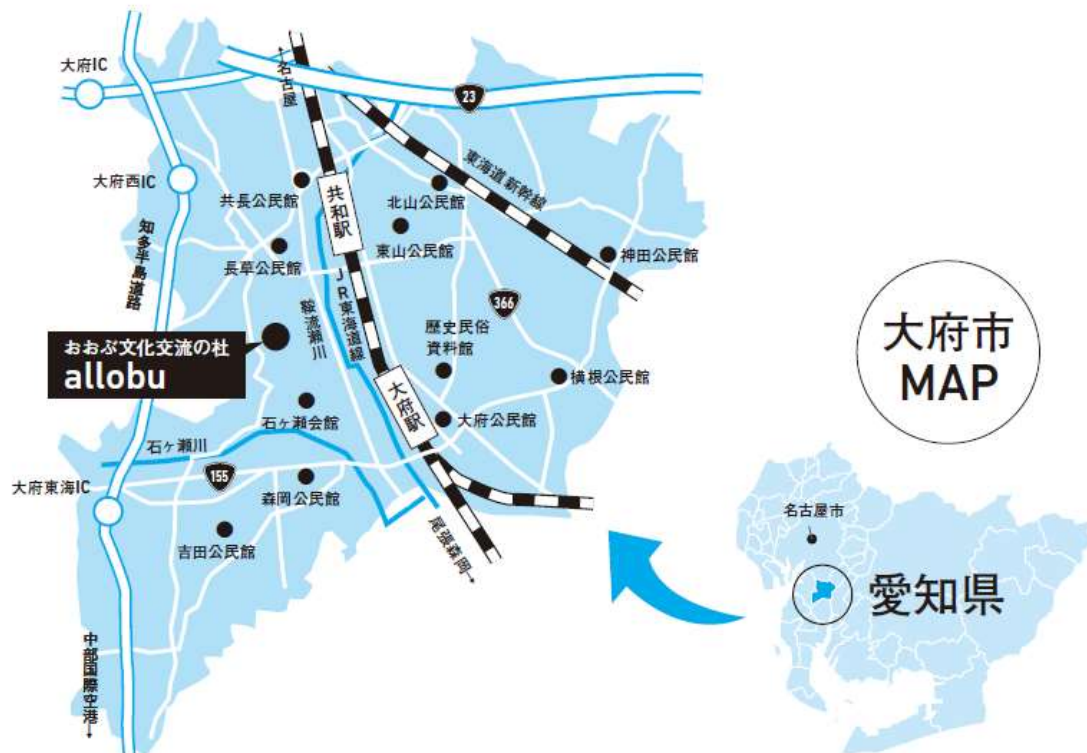 大府IC
←名古屋
23
大府西IC
共長公民館
共和駅
北山公民館
東海道新幹線
東山公民館
神田公民館
知多半島道路
長草公民館
JR東海道線
鞍流瀬川
366
おおぶ文化交流の杜
allobu
歴史民俗
資料館
横根公民館
大府駅
石ヶ瀬会館
大府公民館
石ヶ瀬川
155
大府東海IC
森岡公民館
吉田公民館
尾張森岡→
中部国際空港→
大府市
MAP
名古屋市
愛知県